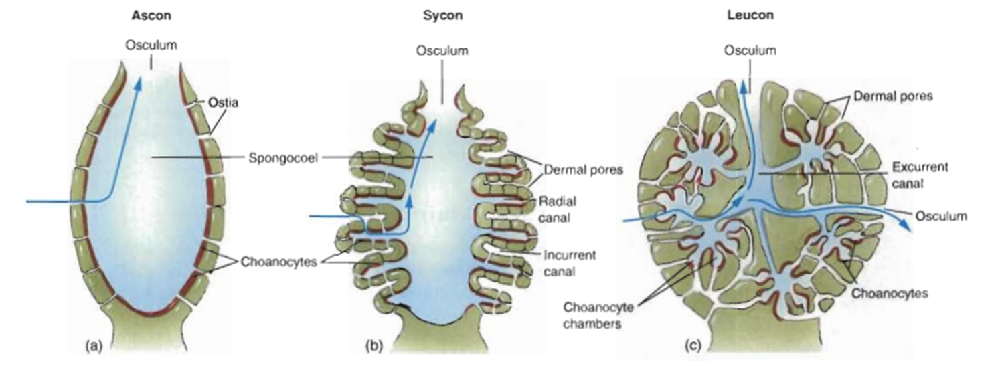 Ascon
Sycon
Leucon
Osculum
Osculum
Osculum
Ostia
Dermal pores
Spongocoel
Dermal pores
Excurrent
canal
Radial
canal
Osculum
Choanocytes
Incurrent
canal
Choanocytes
Choanocyte
chambers
(a)
(b)
(c)